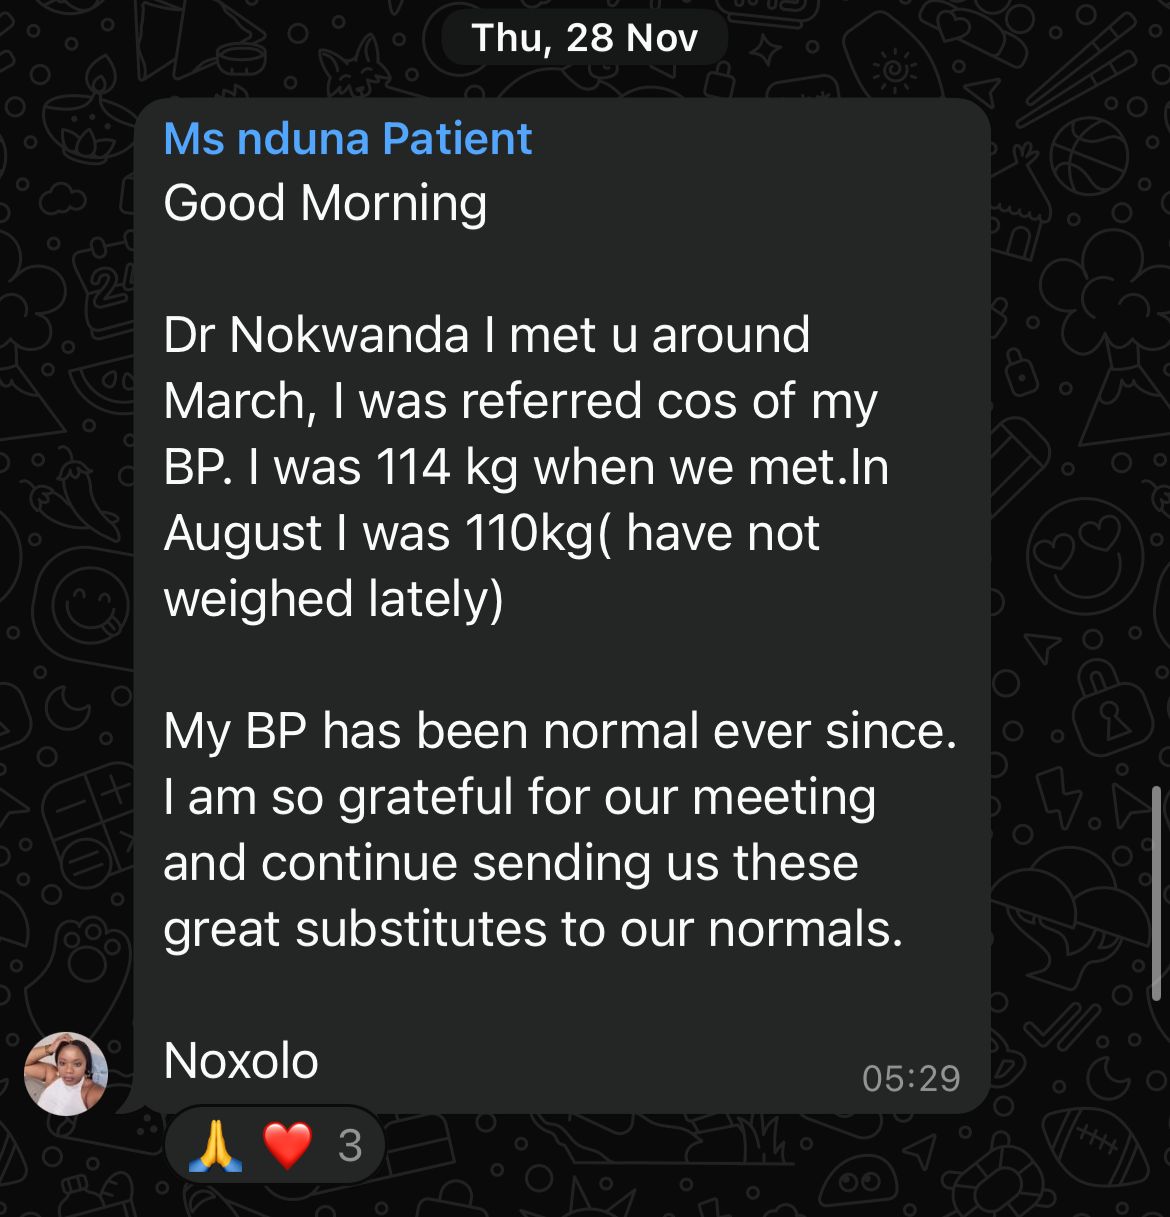 Thu, 28 Nov
Ms nduna Patient
Good Morning
Dr Nokwanda I met u around
March, I was referred cos of my
BP. I was 114 kg when we met.In
August I was 110kg( have not
weighed lately)
My BP has been normal ever since.
I am so grateful for our meeting
and continue sending us these
great substitutes to our normals.
Noxolo
05:29
🙏 ❤️ 3